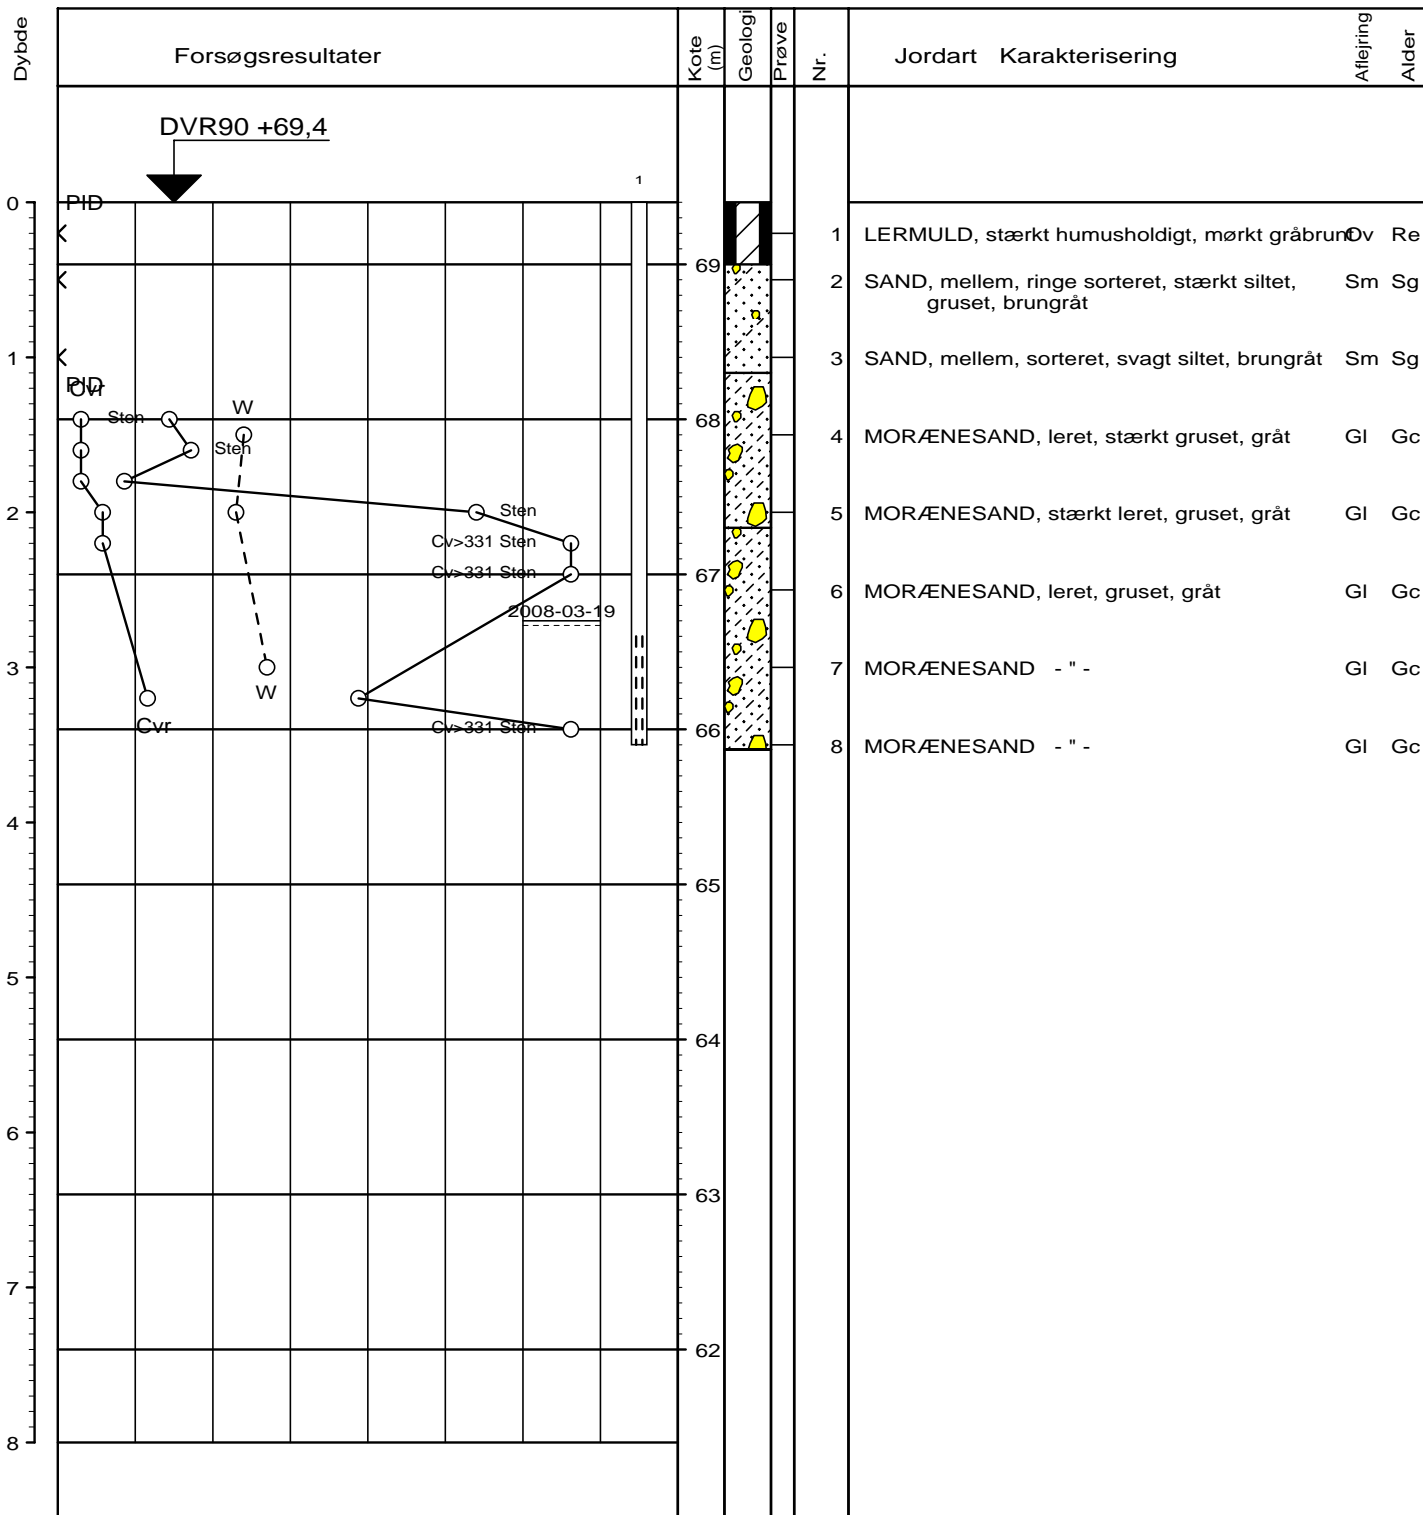 Dybde
Forsøgsresultater
Kote (m)
Geologi
Prøve
Nr.
Jordart Karakterisering
Aflejring
Alder
DVR90 +69,4
1
0
PID
1 LERMULD, stærkt humusholdigt, mørkt gråbrunt Ov Re
69
2 SAND, mellem, ringe sorteret, stærkt siltet, Sm Sg
gruset, brungråt
1
3 SAND, mellem, sorteret, svagt siltet, brungråt Sm Sg
PID
Cvr
W
Sten
68
4 MORÆNESAND, leret, stærkt gruset, gråt Gl Gc
Sten
2
Sten
5 MORÆNESAND, stærkt leret, gruset, gråt Gl Gc
Cv>331 Sten
Cv>331 Sten
67
6 MORÆNESAND, leret, gruset, gråt Gl Gc
2008-03-19
3
7 MORÆNESAND - " - Gl Gc
W
Cvr
Cv>331 Sten
66
8 MORÆNESAND - " - Gl Gc
4
65
5
64
6
63
7
62
8